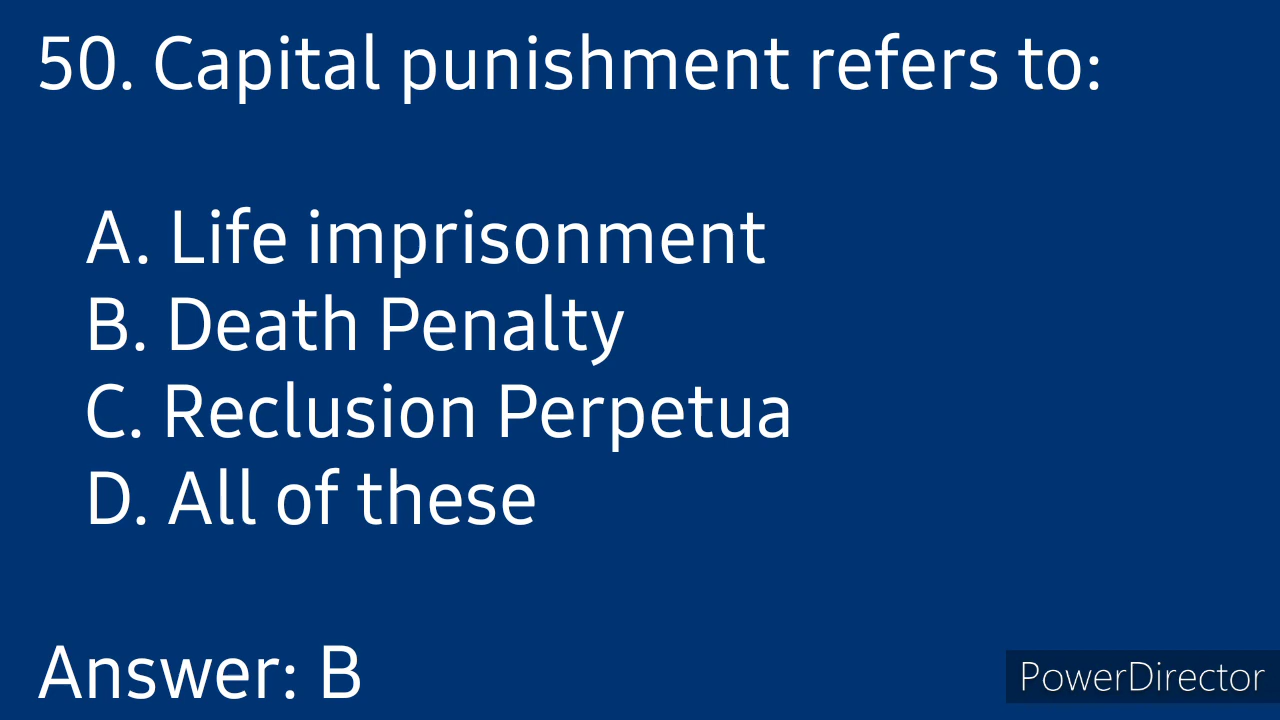 50. Capital punishment refers to:
A. Life imprisonment
B. Death Penalty
C. Reclusion Perpetua
D. All of these
Answer: B
PowerDirector